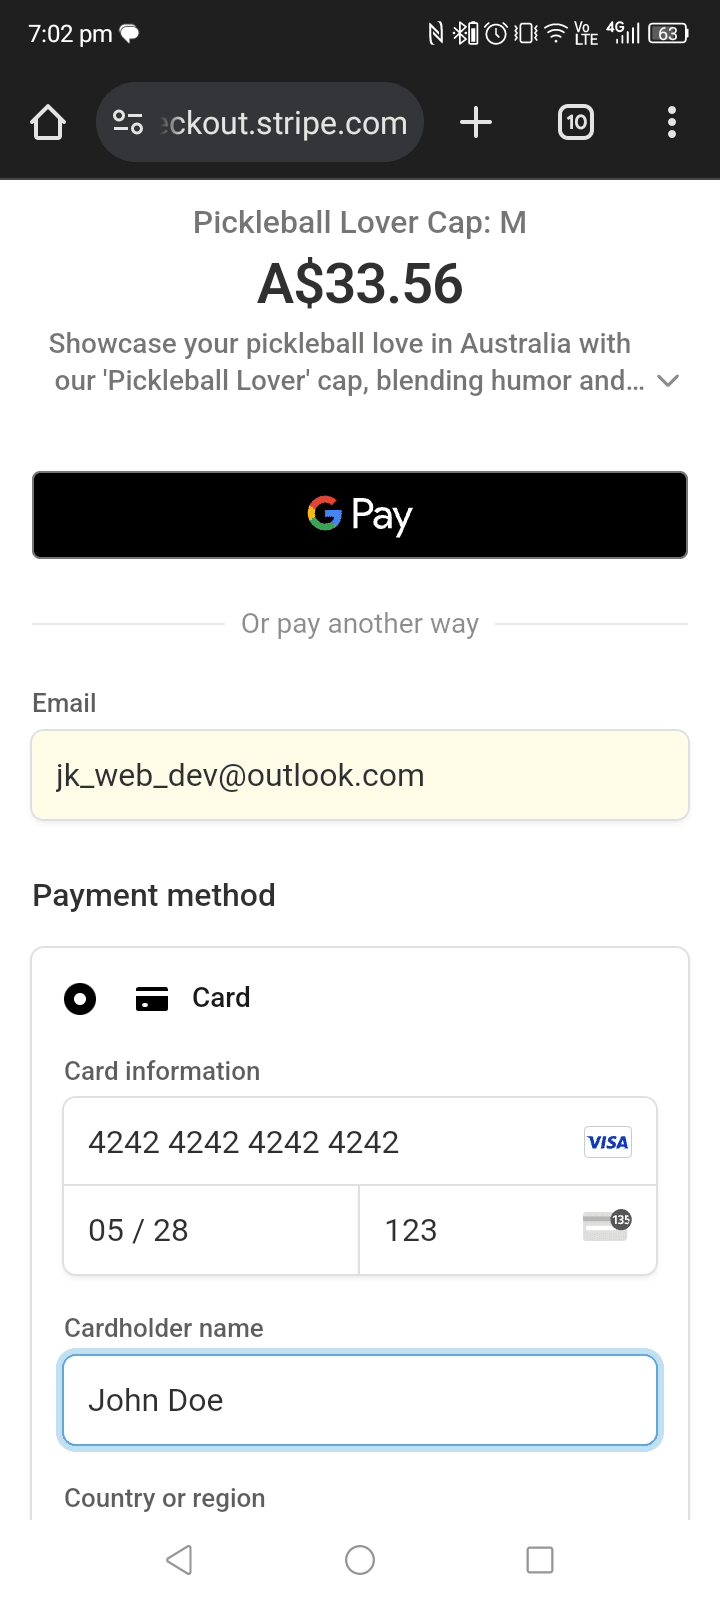 7:02 pm
Vo LTE 4G 63
ckout.stripe.com
10
Pickleball Lover Cap: M
A$33.56
Showcase your pickleball love in Australia with
our 'Pickleball Lover' cap, blending humor and...
G Pay
Or pay another way
Email
jk_web_dev@outlook.com
Payment method
Card
Card information
4242 4242 4242 4242 VISA
05 / 28 123 135
Cardholder name
John Doe
Country or region